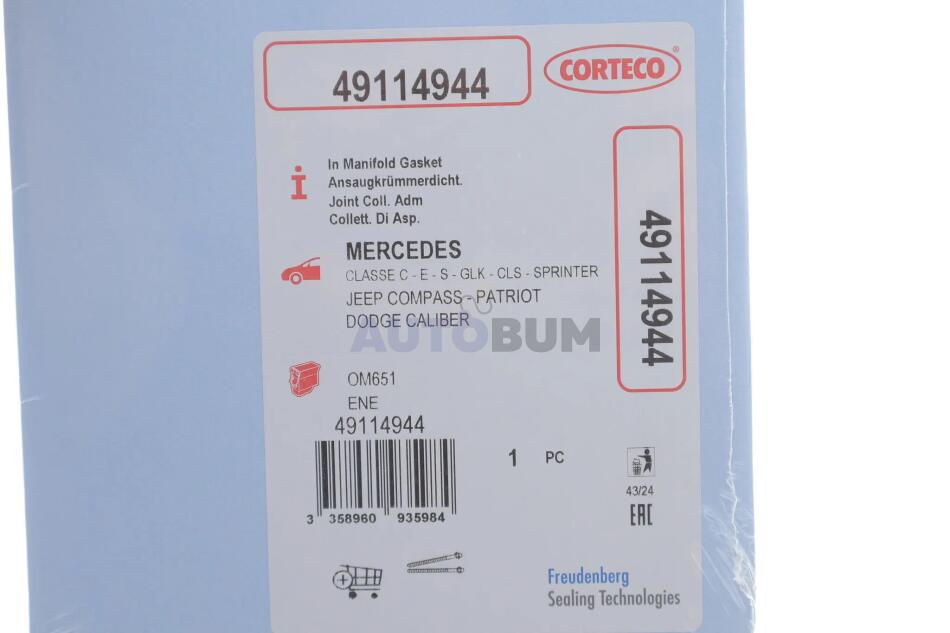 49114944
CORTECO®
In Manifold Gasket
Ansaugkrümmerdicht.
Joint Coll. Adm
Collett. Di Asp.
49114944
MERCEDES
CLASSE C - E - S - GLK - CLS - SPRINTER
JEEP COMPASS - PATRIOT
DODGE CALIBER
AUTOBUM
OM651
ENE
49114944
1 PC
3 358960 935984
43/24
EAC
Freudenberg
Sealing Technologies